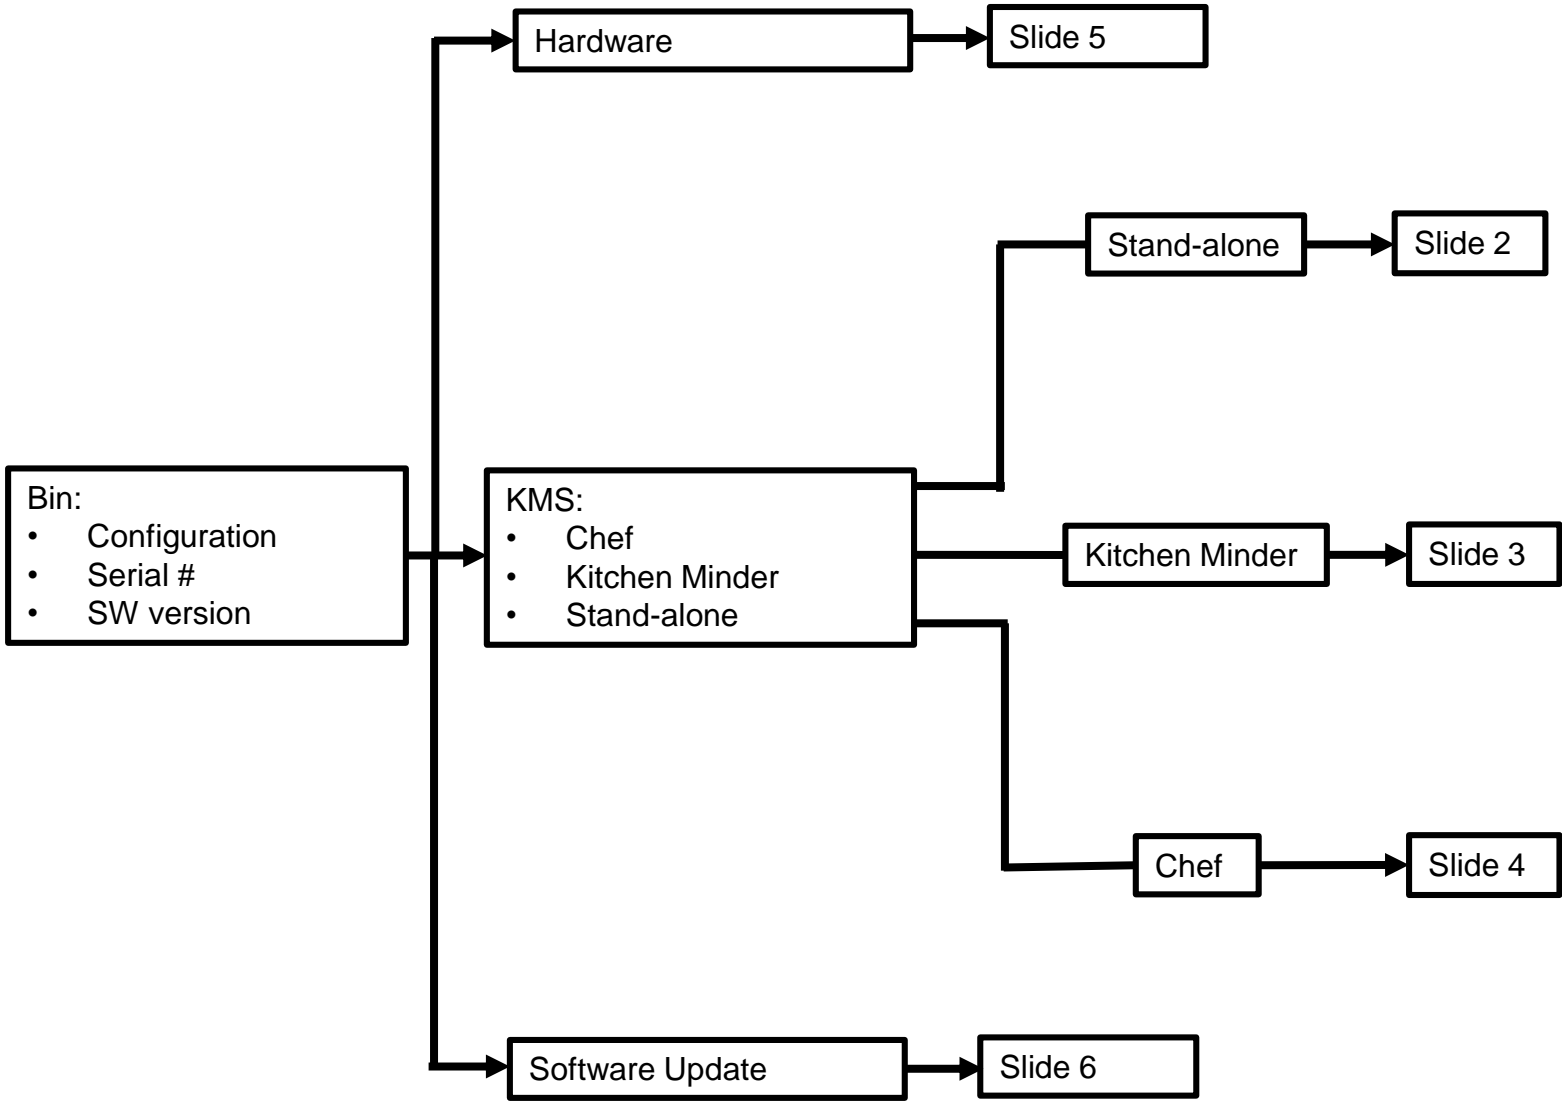 Hardware
Slide 5
Stand-alone
Slide 2
Bin:
• Configuration
• Serial #
• SW version
KMS:
• Chef
• Kitchen Minder
• Stand-alone
Kitchen Minder
Slide 3
Chef
Slide 4
Software Update
Slide 6